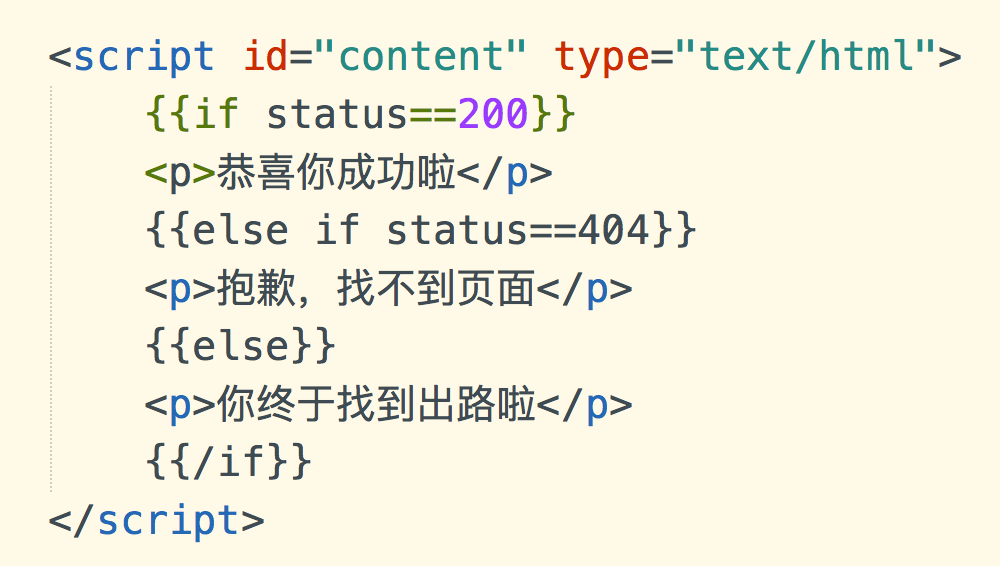 <script id="content" type="text/html">
{{if status==200}}
<p>恭喜你成功啦</p>
{{else if status==404}}
<p>抱歉，找不到页面</p>
{{else}}
<p>你终于找到出路啦</p>
{{/if}}
</script>